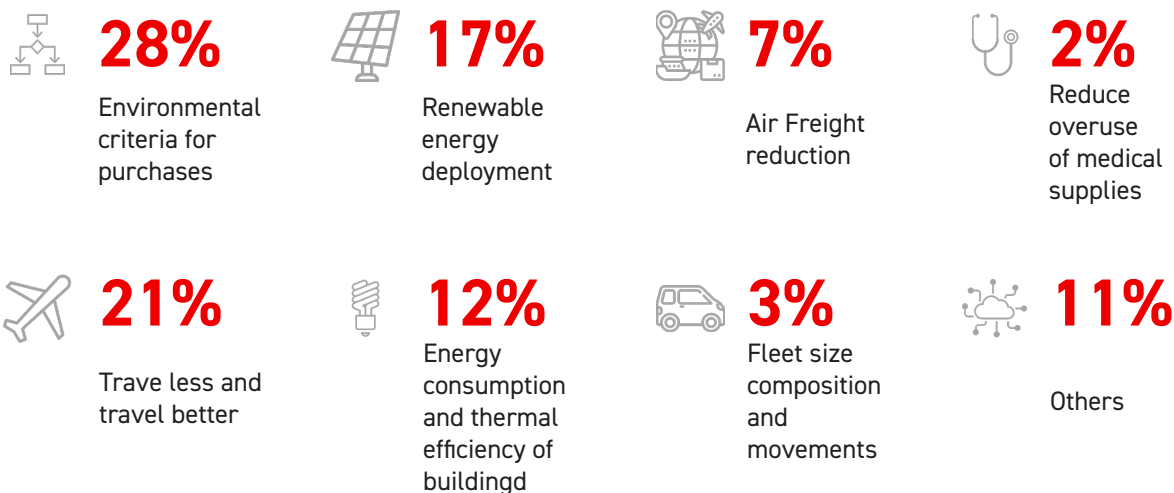 28%
Environmental
criteria for
purchases
17%
Renewable
energy
deployment
7%
Air Freight
reduction
2%
Reduce
overuse
of medical
supplies
21%
Trave less and
travel better
12%
Energy
consumption
and thermal
efficiency of
buildingd
3%
Fleet size
composition
and
movements
11%
Others